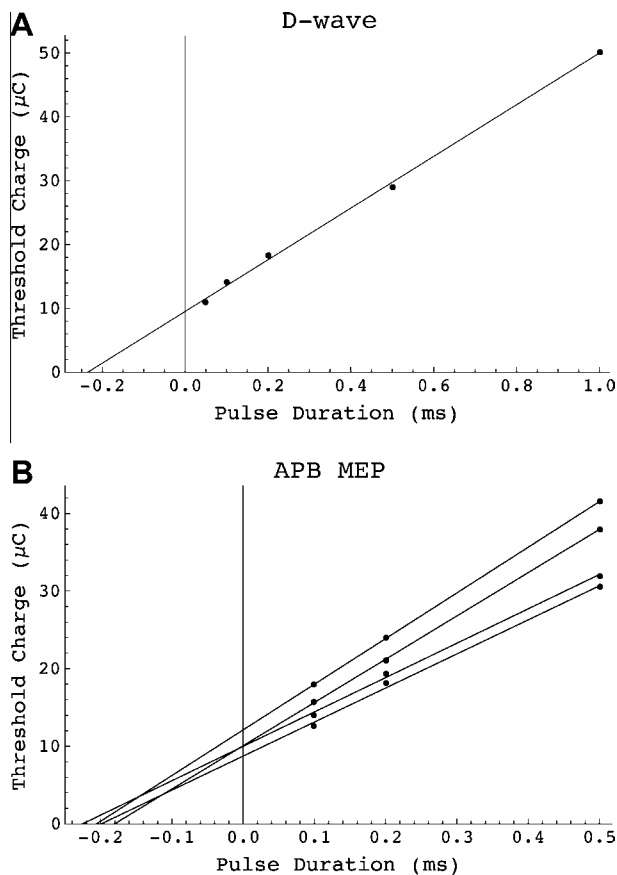 A
D-wave
Threshold Charge (μC)
50
40
30
20
10
0
-0.2 0.0 0.2 0.4 0.6 0.8 1.0
Pulse Duration (ms)
B
APB MEP
Threshold Charge (μC)
40
30
20
10
0
-0.2 -0.1 0.0 0.1 0.2 0.3 0.4 0.5
Pulse Duration (ms)